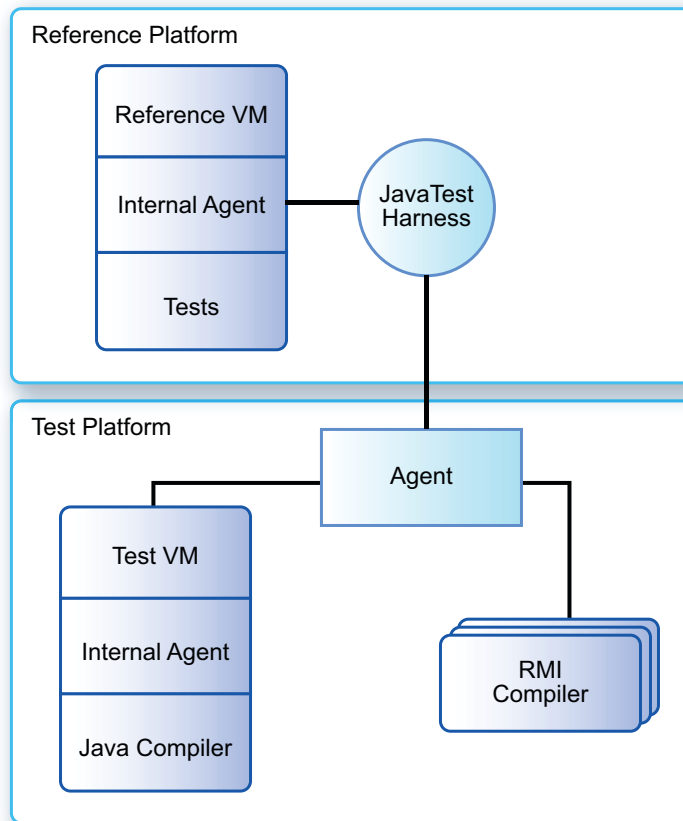 Reference Platform
Reference VM
Internal Agent
Tests
JavaTest
Harness
Test Platform
Agent
Test VM
Internal Agent
Java Compiler
RMI
Compiler